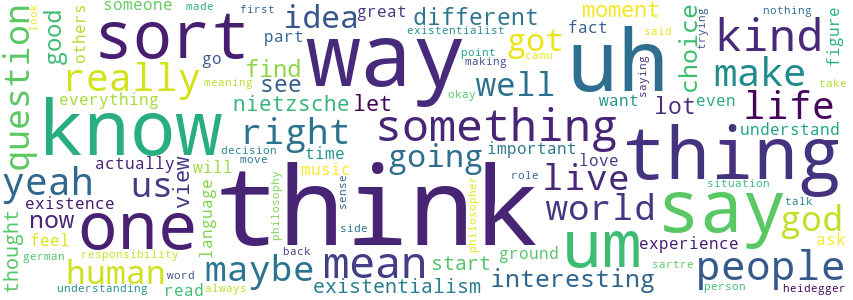 look
someone
made
first
idea
great
different
moment
said
nothing
trying
question
good
others
sort
go
part
existentialist
way
uh
got
fact
choice
kind
figure
really
find
see
point
camu
making
saying
everything
nietzsche
let
okay
well
want
even
lot
make
take
meaning
life
know
right
something
thing
understand
actually
us
view
will
time
music
going
important
love
live
world
situation
yeah
now
existence
one
think
language
philosophy
decision
move
sense
role
philosopher
say
talk
god
thought
feel
german
human
responsibility
word
maybe
mean
back
side
start
ground
um
experience
ask
sartre
people
understanding
read
always
existentialism
interesting
person
heidegger